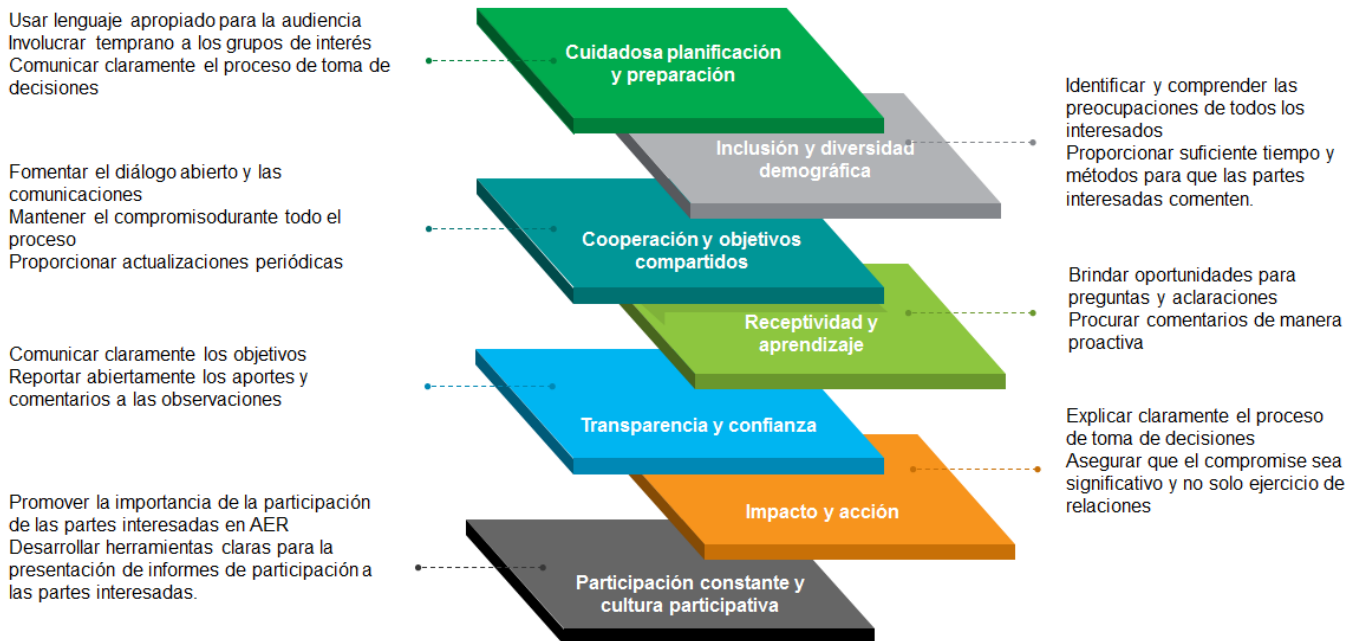 Usar lenguaje apropiado para la audiencia
Involucrar temprano a los grupos de interés
Comunicar claramente el proceso de toma de
decisiones
Cuidadosa planificación
y preparación
Identificar y comprender las
preocupaciones de todos los
interesados
Proporcionar suficiente tiempo y
métodos para que las partes
interesadas comenten.
Inclusión y diversidad
demográfica
Fomentar el diálogo abierto y las
comunicaciones
Mantener el compromisodurante todo el
proceso
Proporcionar actualizaciones periódicas
Cooperación y objetivos
compartidos
Brindar oportunidades para
preguntas y aclaraciones
Procurar comentarios de manera
proactiva
Receptividad y
aprendizaje
Comunicar claramente los objetivos
Reportar abiertamente los aportes y
comentarios a las observaciones
Transparencia y confianza
Explicar claramente el proceso
de toma de decisiones
Asegurar que el compromise sea
significativo y no solo ejercicio de
relaciones
Impacto y acción
Promover la importancia de la participación
de las partes interesadas en AER
Desarrollar herramientas claras para la
presentación de informes de participación a
las partes interesadas.
Participación constante y
cultura participativa